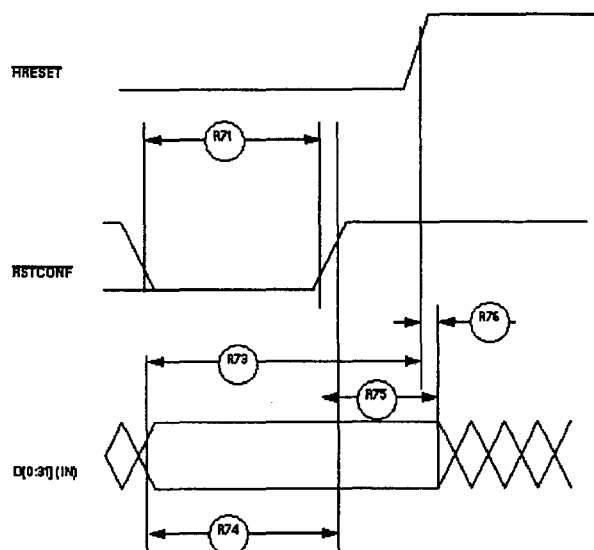 HRESET
R71
RSTCONF
R76
R73
R75
D[0:31] (IN)
R74